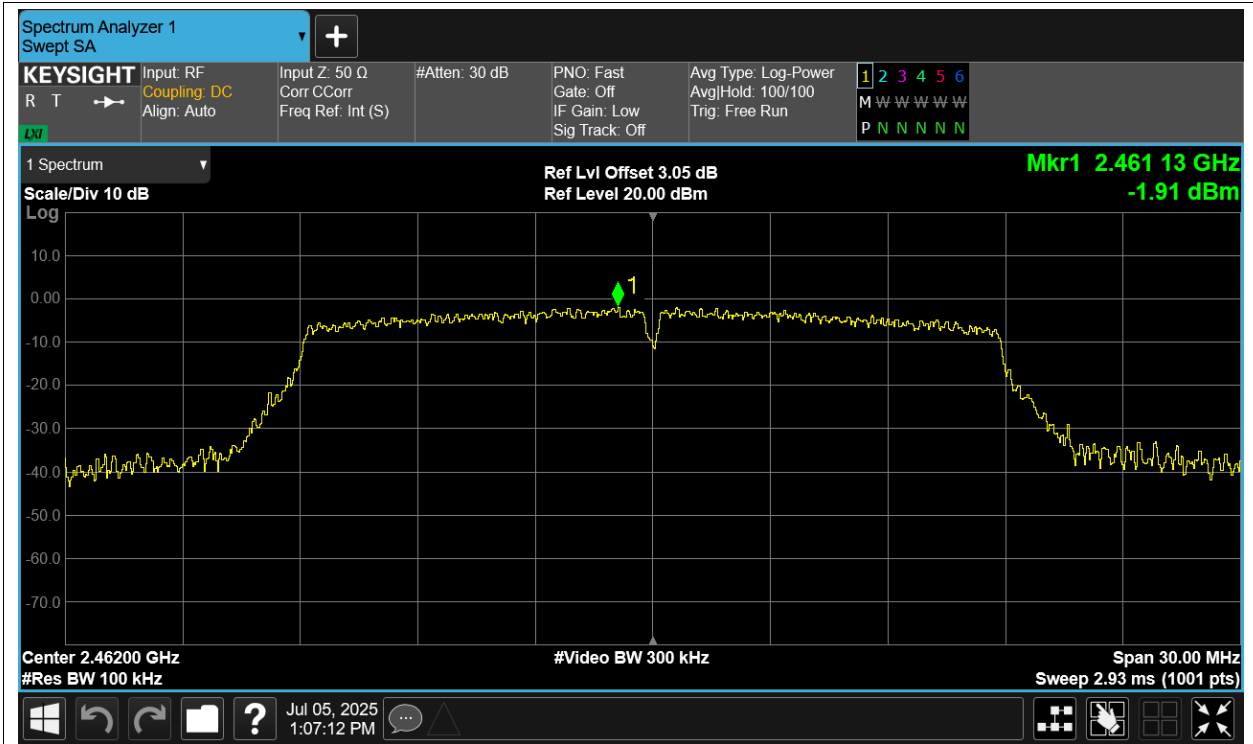 Spectrum Analyzer 1
Swept SA
KEYSIGHT
R T
LXI
Input: RF
Coupling: DC
Align: Auto
Input Z: 50 Ω
Corr CCorr
Freq Ref: Int (S)
#Atten: 30 dB
PNO: Fast
Gate: Off
IF Gain: Low
Sig Track: Off
Avg Type: Log-Power
Avg|Hold: 100/100
Trig: Free Run
1 2 3 4 5 6
M W W W W W
P N N N N N
1 Spectrum
Scale/Div 10 dB
Log
Ref Lvl Offset 3.05 dB
Ref Level 20.00 dBm
Mkr1 2.461 13 GHz
-1.91 dBm
10.0
0.00
-10.0
-20.0
-30.0
-40.0
-50.0
-60.0
-70.0
1
Center 2.46200 GHz
#Res BW 100 kHz
#Video BW 300 kHz
Span 30.00 MHz
Sweep 2.93 ms (1001 pts)
?
Jul 05, 2025
1:07:12 PM